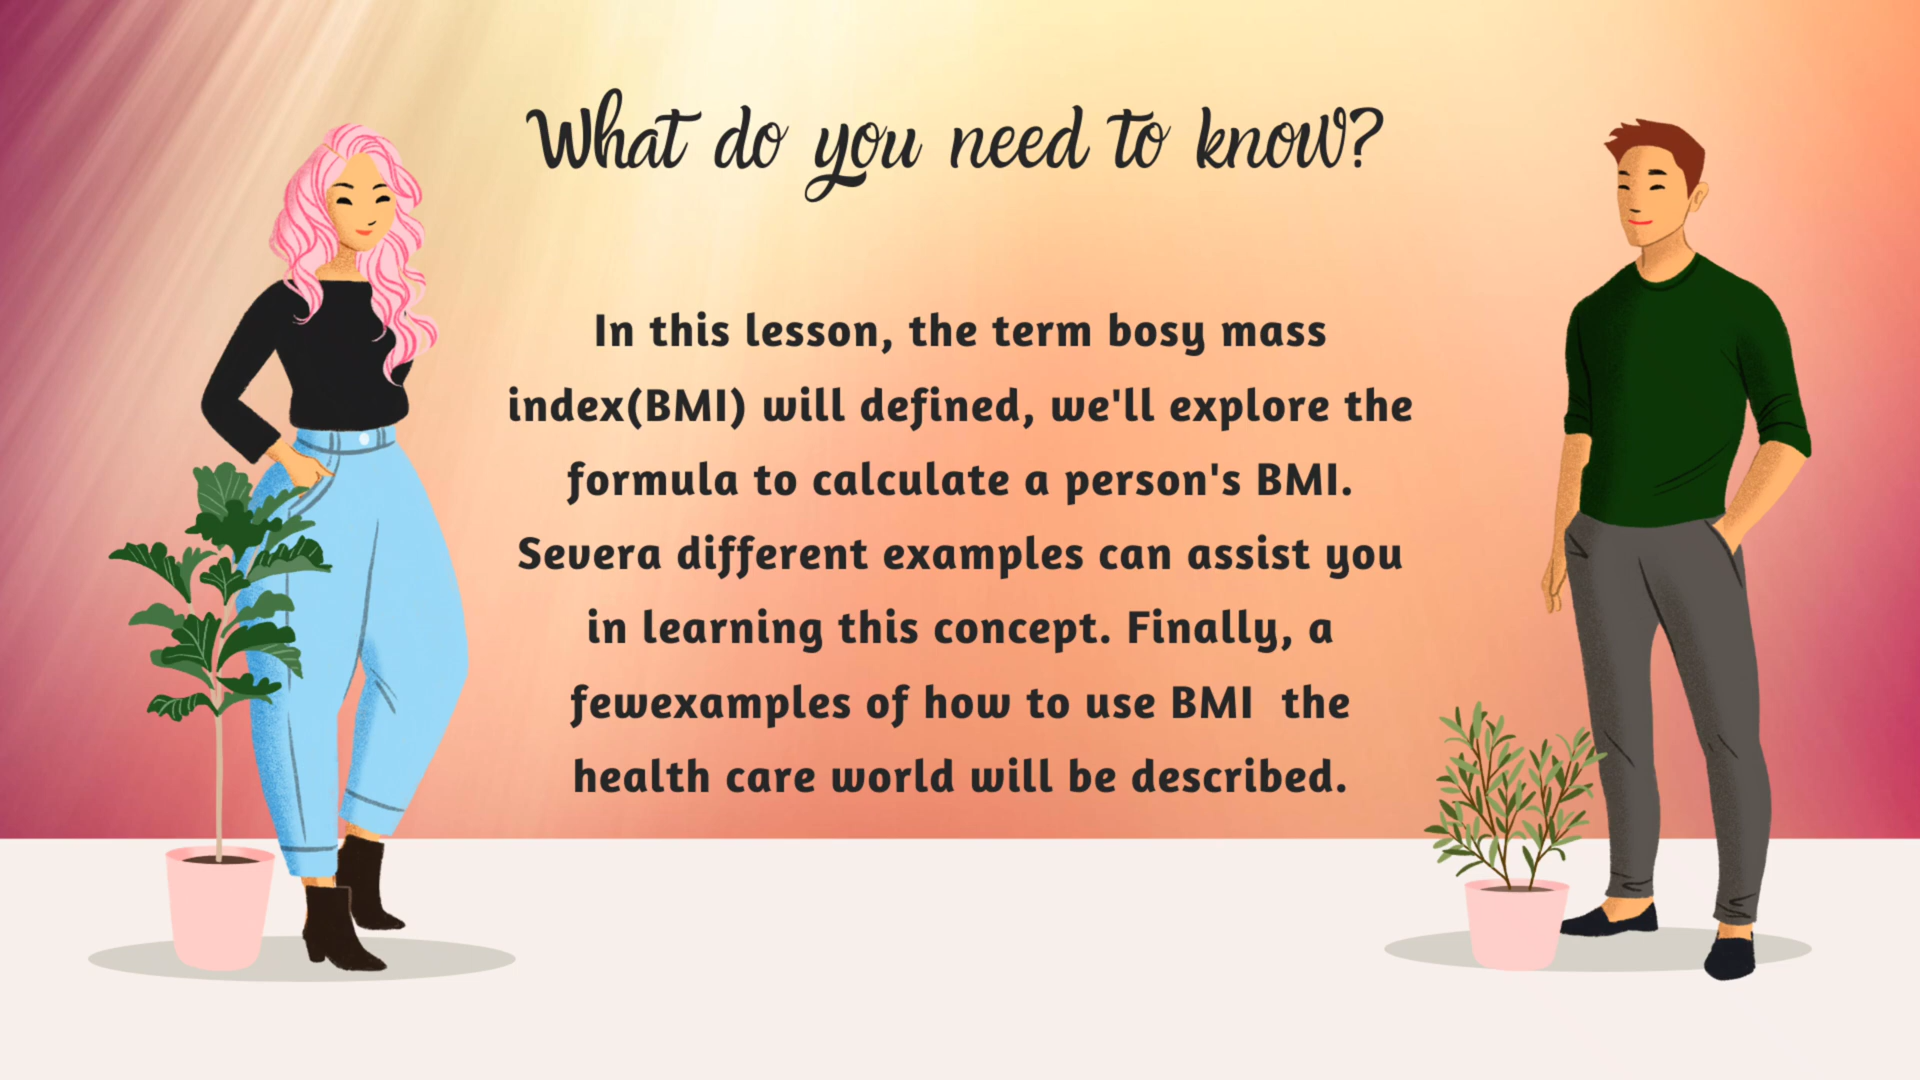 What do you need to know?
In this lesson, the term bosy mass
index(BMI) will defined, we'll explore the
formula to calculate a person's BMI.
Severa different examples can assist you
in learning this concept. Finally, a
fewexamples of how to use BMI  the
health care world will be described.